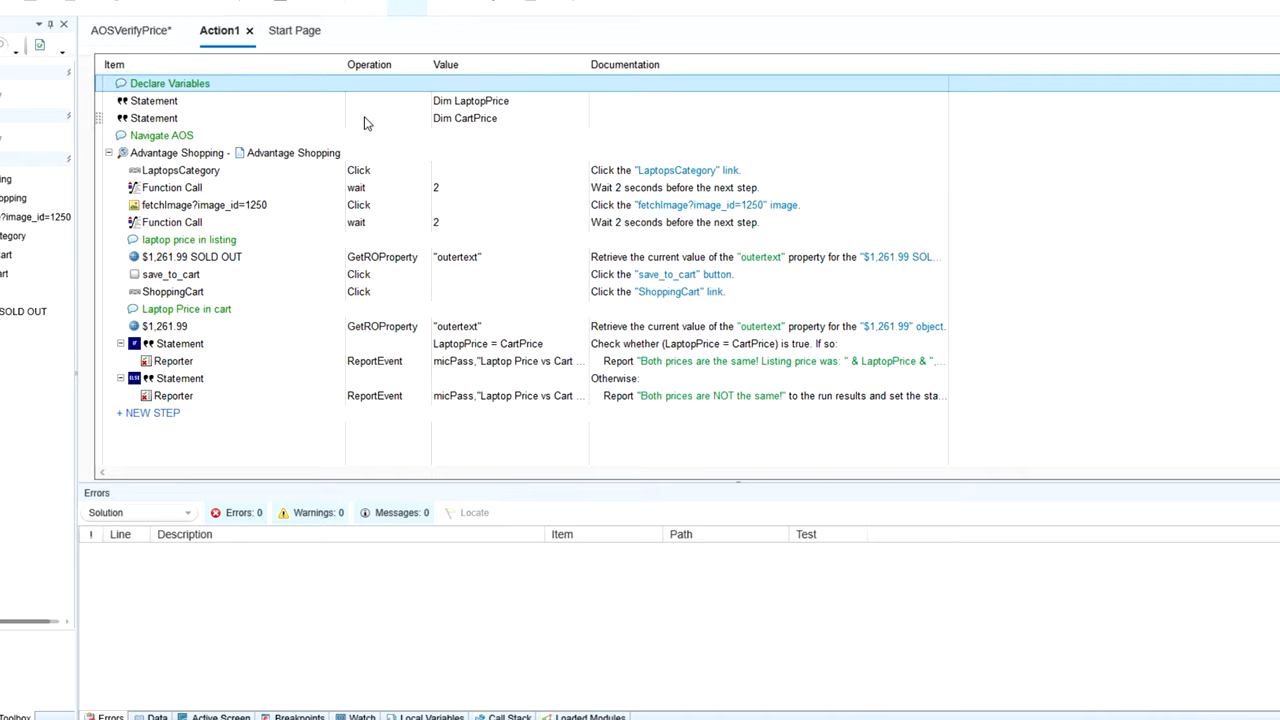 AOSVerifyPrice*
Action1
Start Page
Item Operation Value Documentation
Declare Variables
Statement Dim LaptopPrice
Statement Dim CartPrice
Navigate AOS
Advantage Shopping - Advantage Shopping
LaptopsCategory Click Click the "LaptopsCategory" link.
Function Call wait 2 Wait 2 seconds before the next step.
fetchImage?image_id=1250 Click Click the "fetchImage?image_id=1250" image.
Function Call wait 2 Wait 2 seconds before the next step.
laptop price in listing
$1,261.99 SOLD OUT GetROProperty "outertext" Retrieve the current value of the "outertext" property for the "$1,261.99 SOL...
save_to_cart Click Click the "save_to_cart" button.
ShoppingCart Click Click the "ShoppingCart" link.
Laptop Price in cart
$1,261.99 GetROProperty "outertext" Retrieve the current value of the "outertext" property for the "$1,261.99" object.
IF Statement LaptopPrice = CartPrice Check whether (LaptopPrice = CartPrice) is true. If so:
Reporter ReportEvent micPass,"Laptop Price vs Cart ... Report "Both prices are the same! Listing price was: " & LaptopPrice & ",...
ELSE Statement Otherwise:
Reporter ReportEvent micPass,"Laptop Price vs Cart ... Report "Both prices are NOT the same!" to the run results and set the sta...
+ NEW STEP
?image_id=1250
SOLD OUT
Errors
Solution Errors: 0 Warnings: 0 Messages: 0 Locate
! Line Description Item Path Test
Toolbox Errors Data Active Screen Breakpoints Watch Local Variables Call Stack Loaded Modules